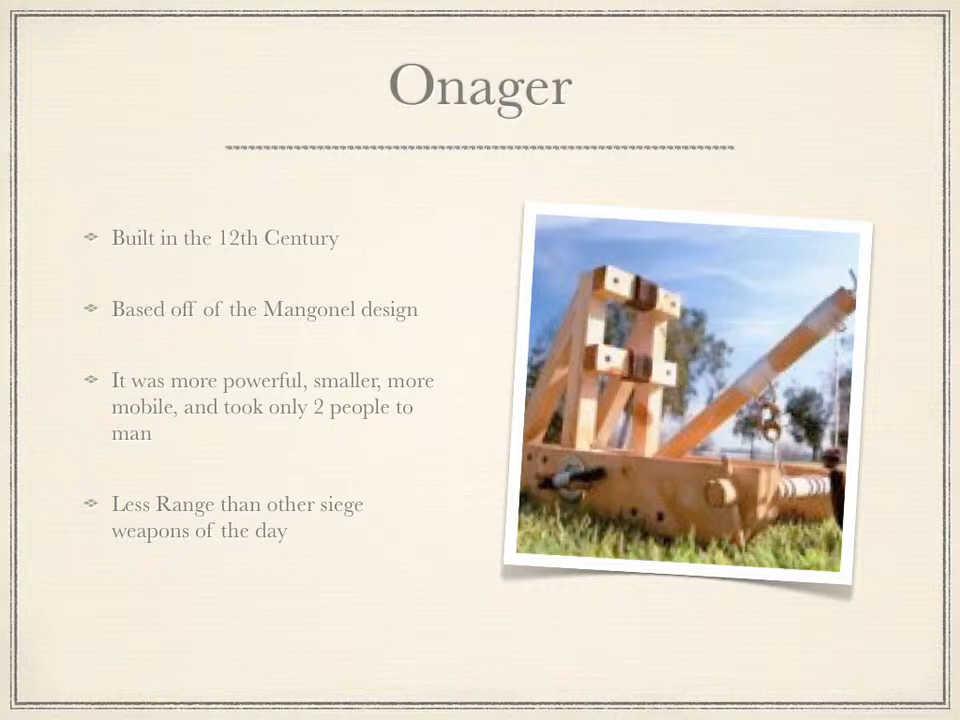 Onager
Built in the 12th Century
Based off of the Mangonel design
It was more powerful, smaller, more
mobile, and took only 2 people to
man
Less Range than other siege
weapons of the day